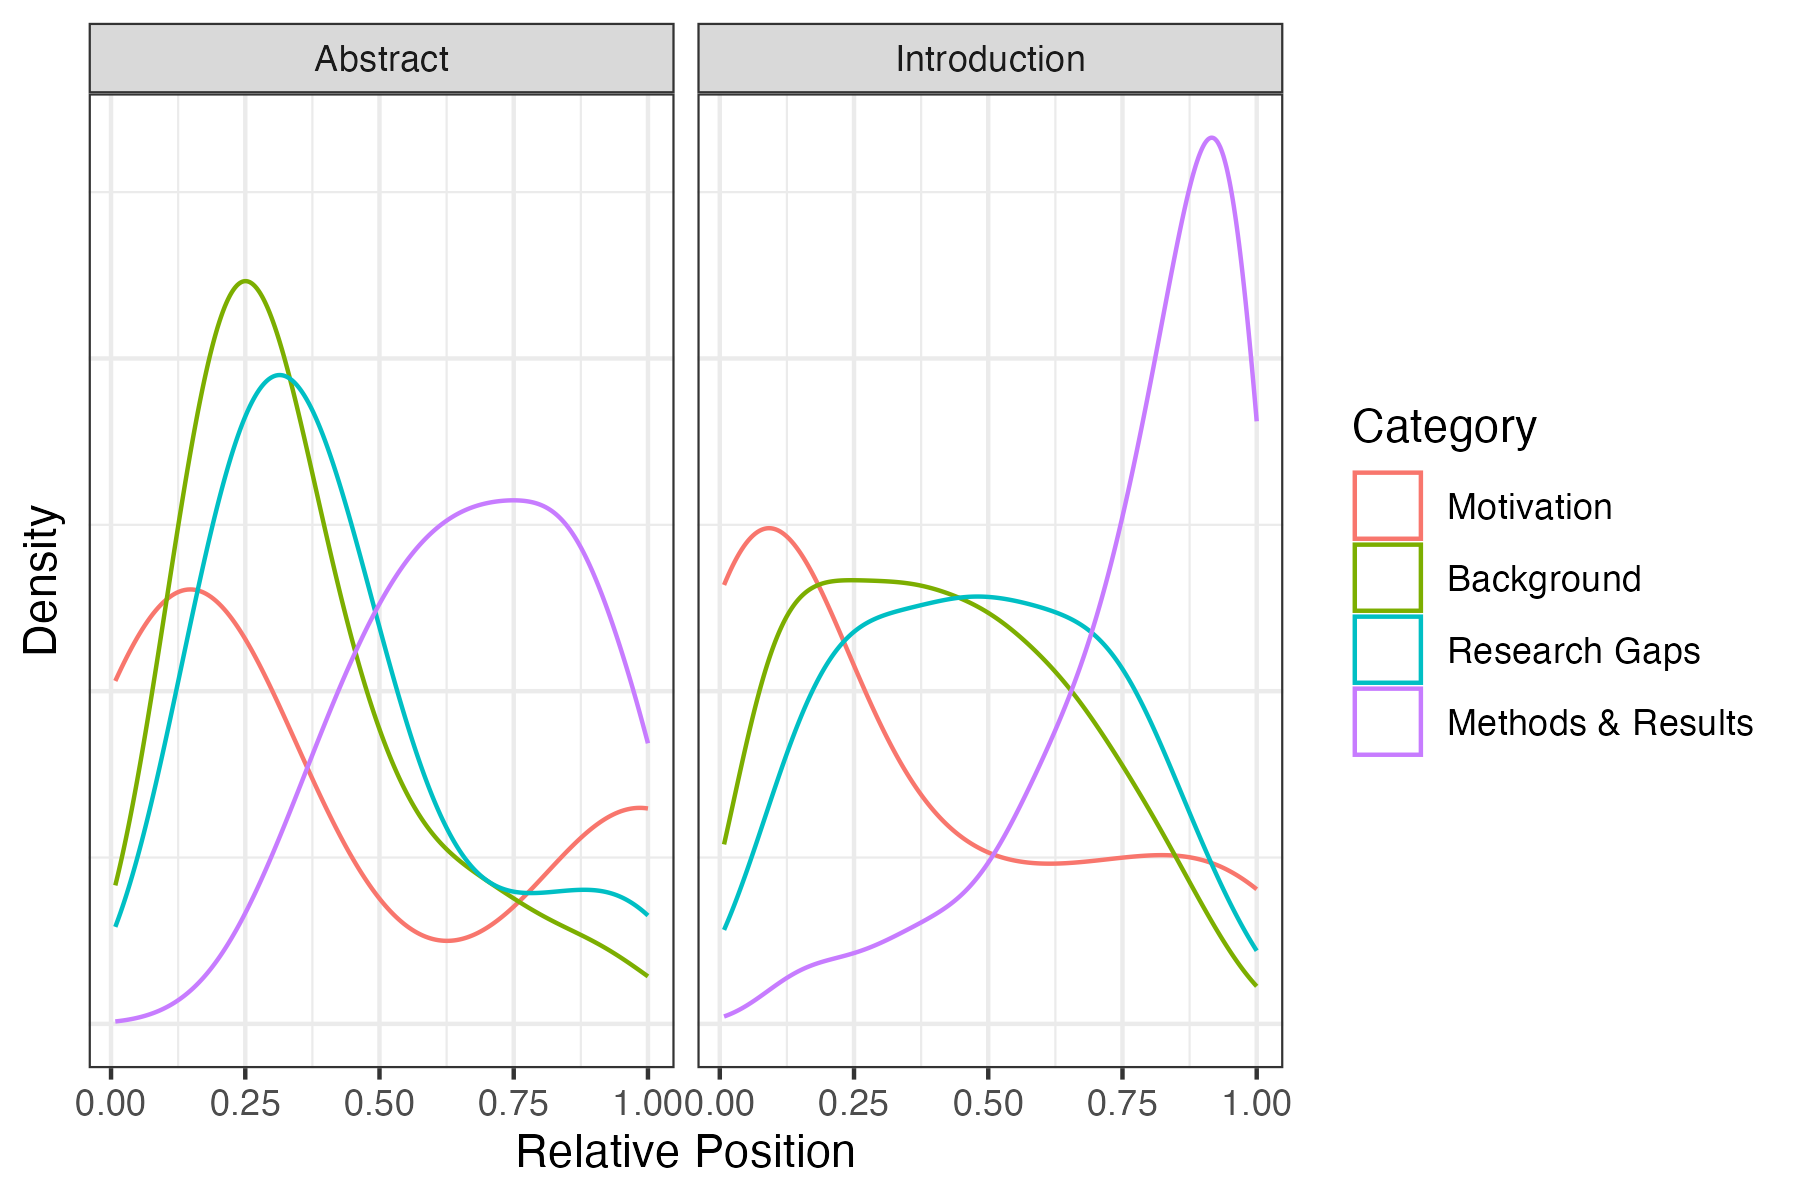 Abstract
Introduction
Density
0.00 0.25 0.50 0.75 1.00
0.00 0.25 0.50 0.75 1.00
Relative Position
Category
Motivation
Background
Research Gaps
Methods & Results